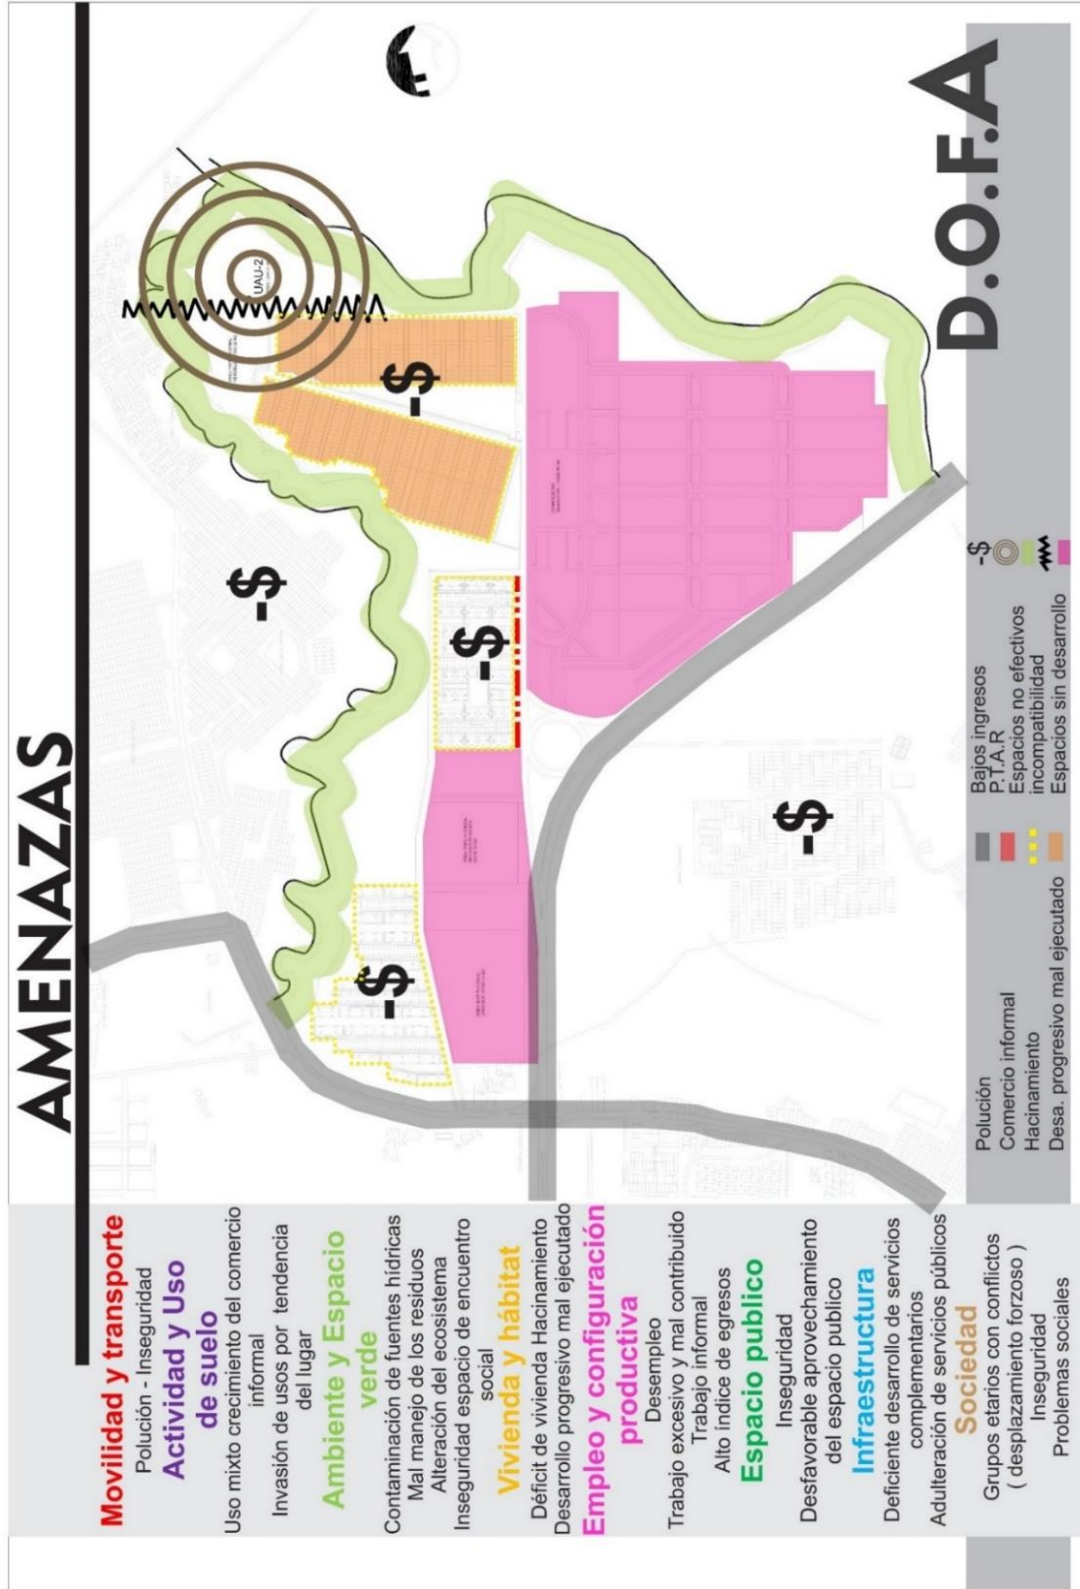 AMENAZAS
Movilidad y transporte
Polución - Inseguridad
Actividad y Uso
de suelo
Uso mixto crecimiento del comercio
informal
Invasión de usos por tendencia
del lugar
Ambiente y Espacio
verde
Contaminación de fuentes hídricas
Mal manejo de los residuos
Alteración del ecosistema
Inseguridad espacio de encuentro
social
Vivienda y hábitat
Déficit de vivienda Hacinamiento
Desarrollo progresivo mal ejecutado
Empleo y configuración
productiva
Desempleo
Trabajo excesivo y mal contribuido
Trabajo informal
Alto índice de egresos
Espacio publico
Inseguridad
Desfavorable aprovechamiento
del espacio publico
Infraestructura
Deficiente desarrollo de servicios
complementarios
Adulteración de servicios públicos
Sociedad
Grupos etarios con conflictos
( desplazamiento forzoso )
Inseguridad
Problemas sociales
UAU-2
-$
-$
-$
-$
-$
Polución
Comercio informal
Hacinamiento
Desa. progresivo mal ejecutado
Bajos ingresos
-$
P.T.A.R
Espacios no efectivos
incompatibilidad
Espacios sin desarrollo
D.O.F.A